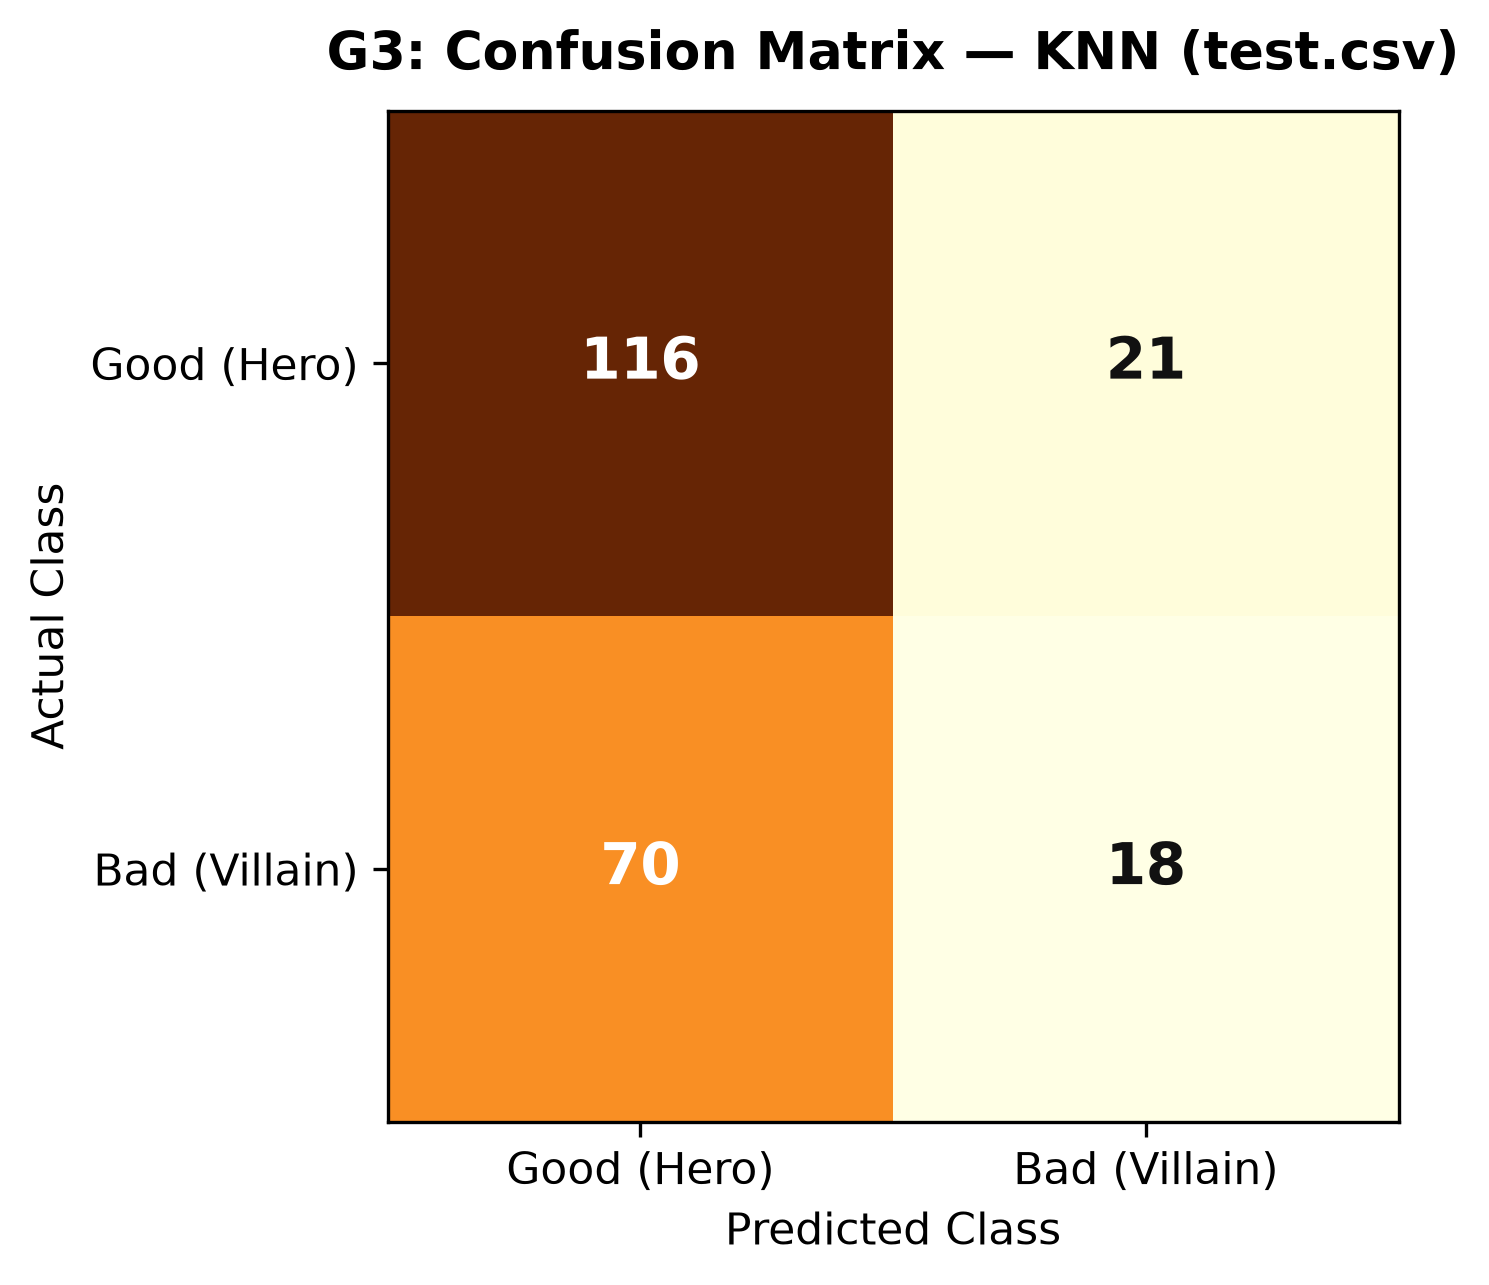 G3: Confusion Matrix — KNN (test.csv)
Actual Class
Good (Hero)
116
21
Bad (Villain)
70
18
Good (Hero)
Bad (Villain)
Predicted Class